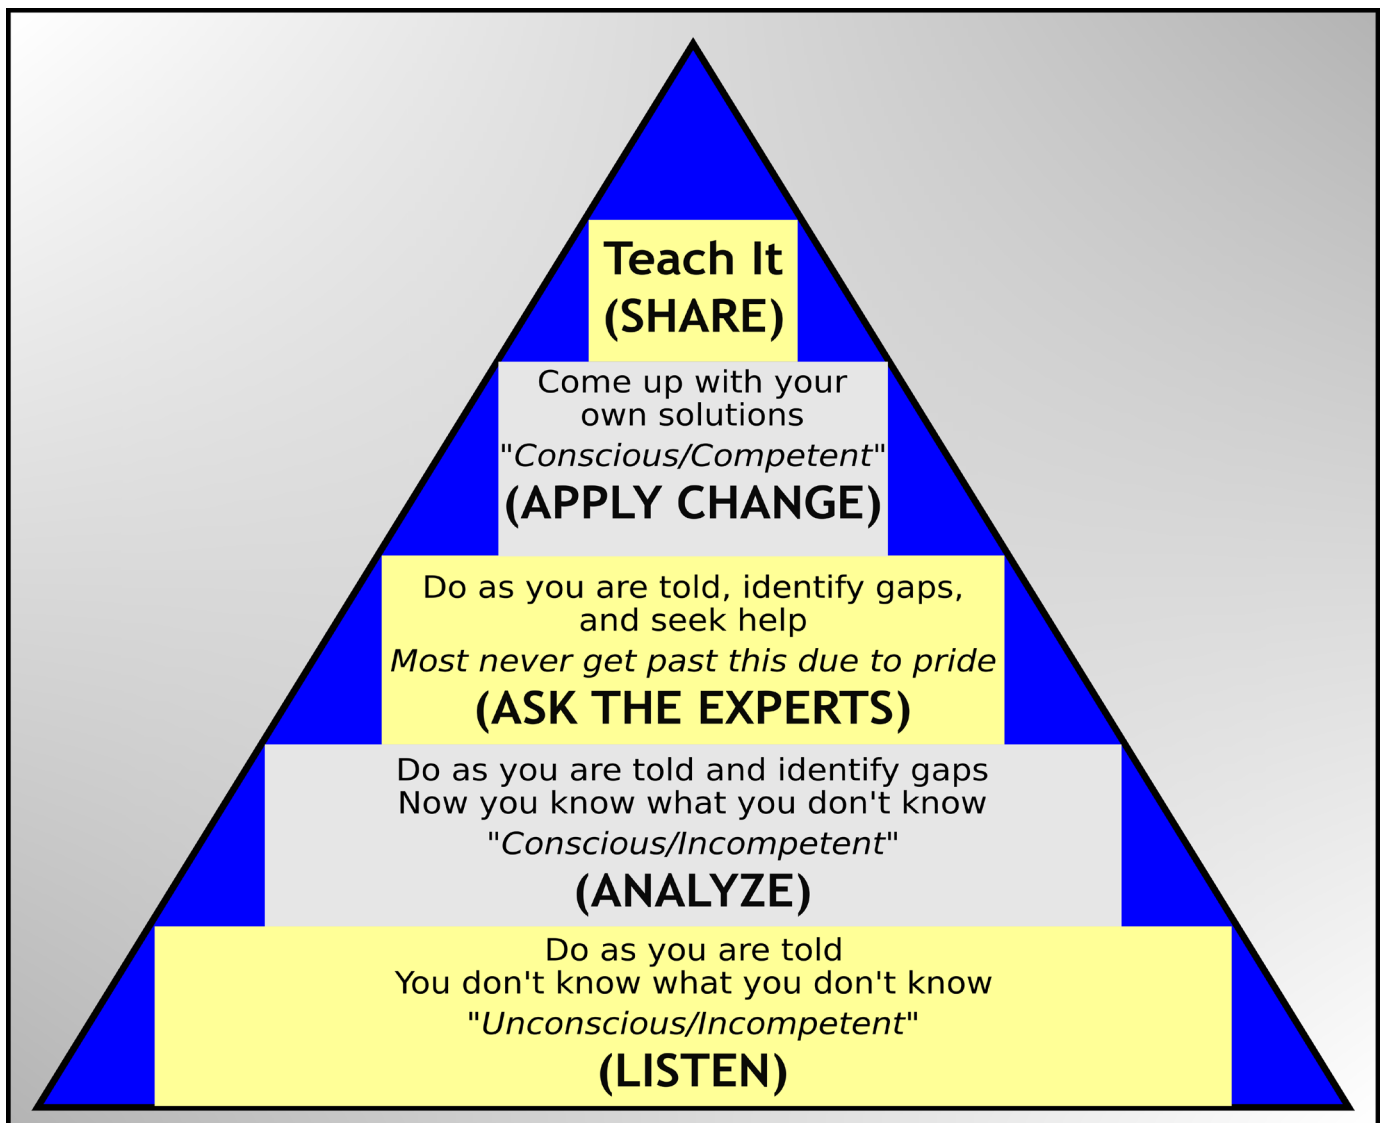 Teach It
(SHARE)
Come up with your
own solutions
"Conscious/Competent"
(APPLY CHANGE)
Do as you are told, identify gaps,
and seek help
Most never get past this due to pride
(ASK THE EXPERTS)
Do as you are told and identify gaps
Now you know what you don't know
"Conscious/Incompetent"
(ANALYZE)
Do as you are told
You don't know what you don't know
"Unconscious/Incompetent"
(LISTEN)